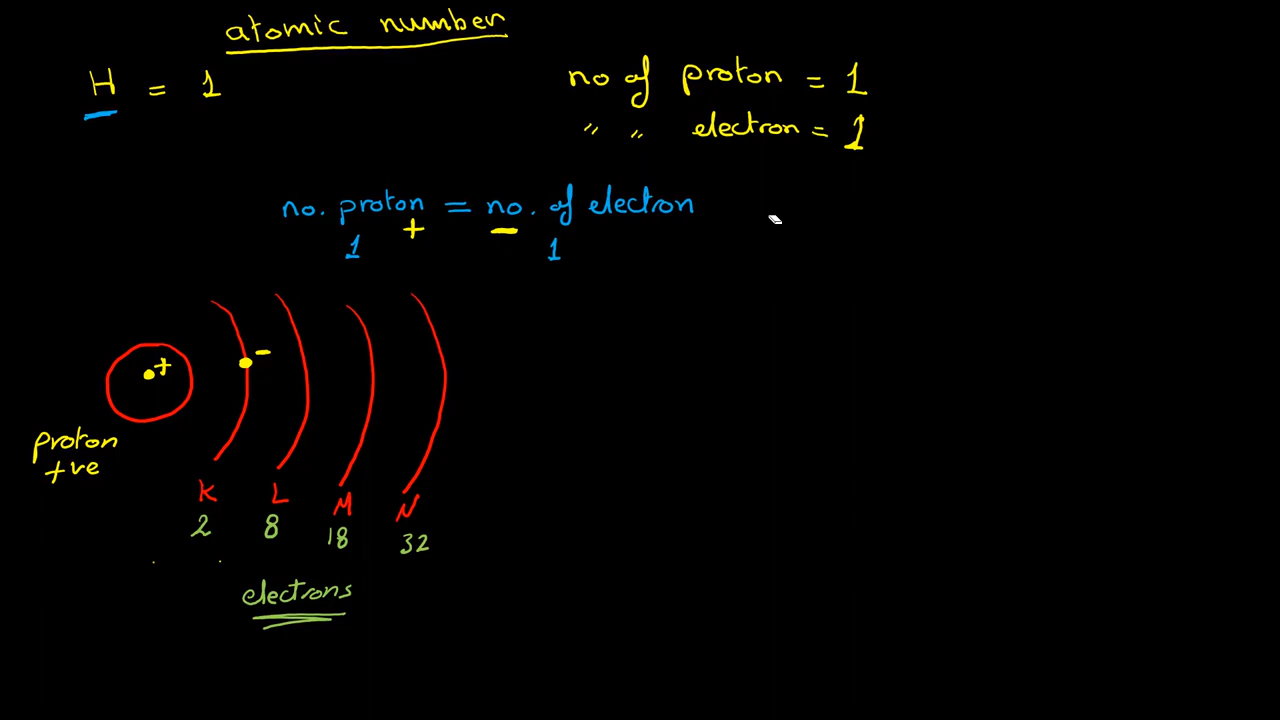 atomic number
H = 1
no of proton = 1
" " electron = 1
no. proton = no. of electron
+ −
1 1
+ −
proton
+ve
K L M N
2 8 18 32
electrons